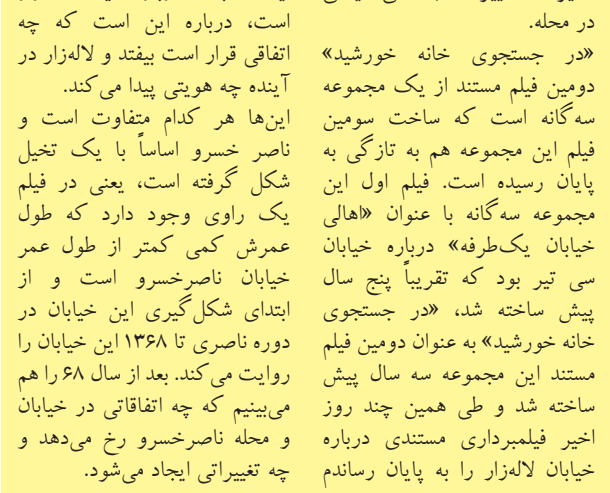 در محله.
«در جستجوی خانه خورشید»
دومین فیلم مستند از یک مجموعه
سه‌گانه است که ساخت سومین
فیلم این مجموعه هم به تازگی به
پایان رسیده است. فیلم اول این
مجموعه سه‌گانه با عنوان «اهالی
خیابان یک‌طرفه» درباره خیابان
سی تیر بود که تقریباً پنج سال
پیش ساخته شد، «در جستجوی
خانه خورشید» به عنوان دومین فیلم
مستند این مجموعه سه سال پیش
ساخته شد و طی همین چند روز
اخیر فیلمبرداری مستندی درباره
خیابان لاله‌زار را به پایان رساندم
است، درباره این است که چه
اتفاقی قرار است بیفتد و لاله‌زار در
آینده چه هویتی پیدا می‌کند.
این‌ها هر کدام متفاوت است و
ناصر خسرو اساساً با یک تخیل
شکل گرفته است، یعنی در فیلم
یک راوی وجود دارد که طول
عمرش کمی کمتر از طول عمر
خیابان ناصرخسرو است و از
ابتدای شکل‌گیری این خیابان در
دوره ناصری تا ۱۳۶۸ این خیابان را
روایت می‌کند. بعد از سال ۶۸ را هم
می‌بینیم که چه اتفاقاتی در خیابان
و محله ناصرخسرو رخ می‌دهد و
چه تغییراتی ایجاد می‌شود.